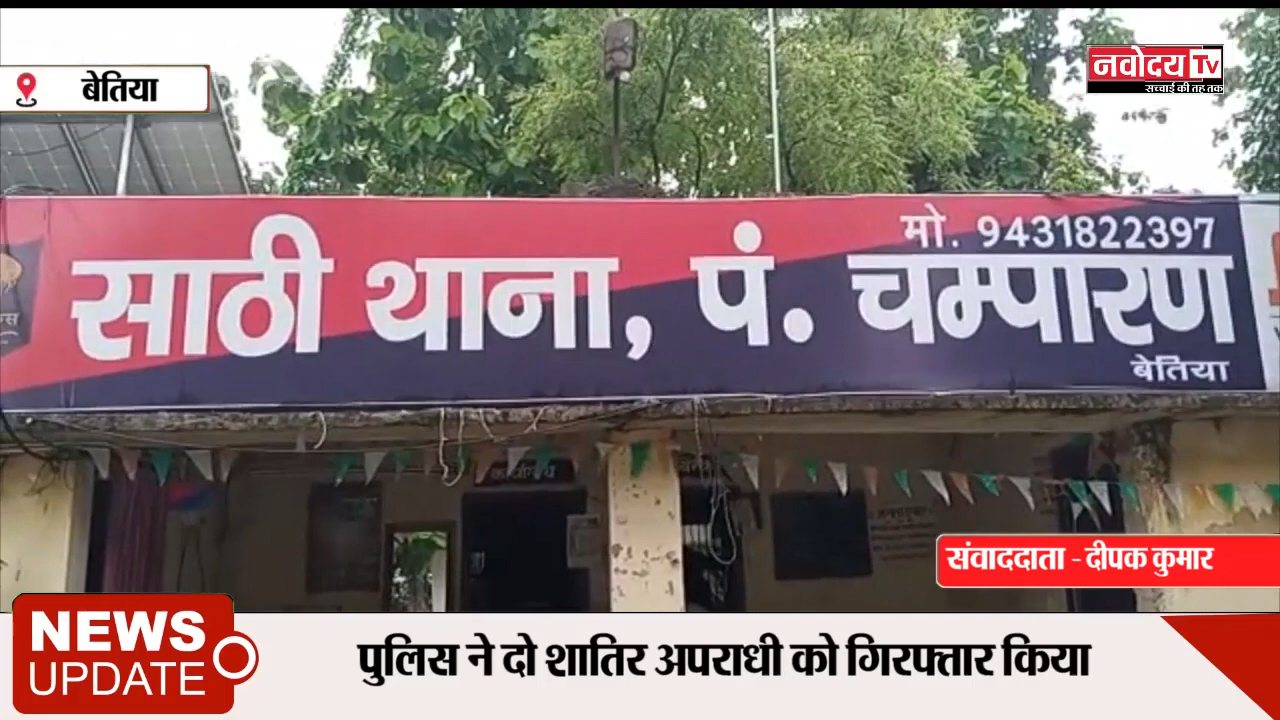 बेतिया
नवोदय TV
सच्चाई की तह तक
मो. 9431822397
साठी थाना, पं. चम्पारण
बेतिया
संवाददाता - दीपक कुमार
NEWS
UPDATE
पुलिस ने दो शातिर अपराधी को गिरफ्तार किया